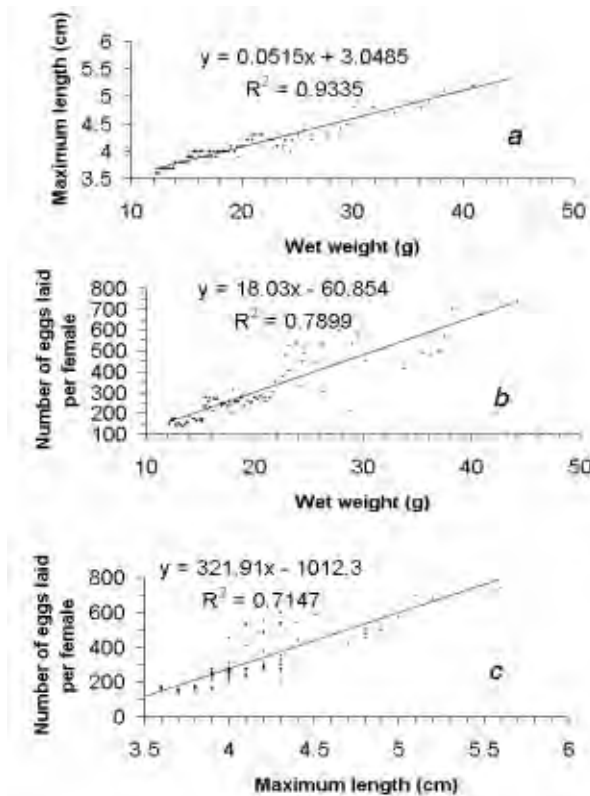 Maximum length (cm)
6
5.5
5
4.5
4
3.5
y = 0.0515x + 3.0485
R² = 0.9335
a
10 20 30 40 50
Wet weight (g)
Number of eggs laid
per female
800
700
600
500
400
300
200
100
y = 18.03x - 60.854
R² = 0.7899
b
10 20 30 40 50
Wet weight (g)
Number of eggs laid
per female
800
600
400
200
0
y = 321.91x - 1012.3
R² = 0.7147
c
3.5 4 4.5 5 5.5 6
Maximum length (cm)